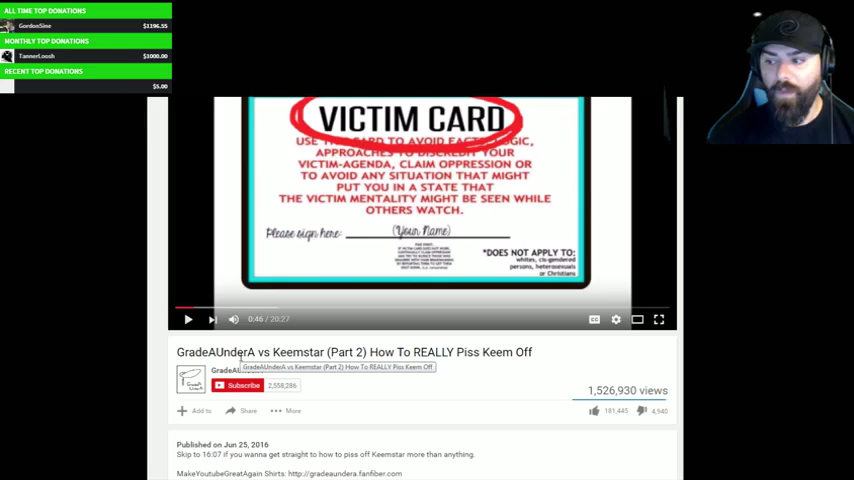 ALL TIME TOP DONATIONS
GordonSine $1196.55
MONTHLY TOP DONATIONS
TannerLoosh $1000.00
RECENT TOP DONATIONS
$5.00
VICTIM CARD
USE THIS CARD TO AVOID FACTS, LOGIC,
APPROACHES TO DISCREDIT YOUR
VICTIM-AGENDA, CLAIM OPPRESSION OR
TO AVOID ANY SITUATION THAT MIGHT
PUT YOU IN A STATE THAT
THE VICTIM MENTALITY MIGHT BE SEEN WHILE
OTHERS WATCH.
Please sign here: (Your Name)
*DOES NOT APPLY TO:
whites, cis-gendered
persons, heterosexuals
or Christians
0:46 / 20:27
CC
GradeAUnderA vs Keemstar (Part 2) How To REALLY Piss Keem Off
GradeAUnderA vs Keemstar (Part 2) How To REALLY Piss Keem Off
Subscribe 2,558,286
1,526,930 views
Add to Share More 181,445 4,540
Published on Jun 25, 2016
Skip to 16:07 if you wanna get straight to how to piss off Keemstar more than anything.
MakeYoutubeGreatAgain Shirts: http://gradeaundera.fanfiber.com